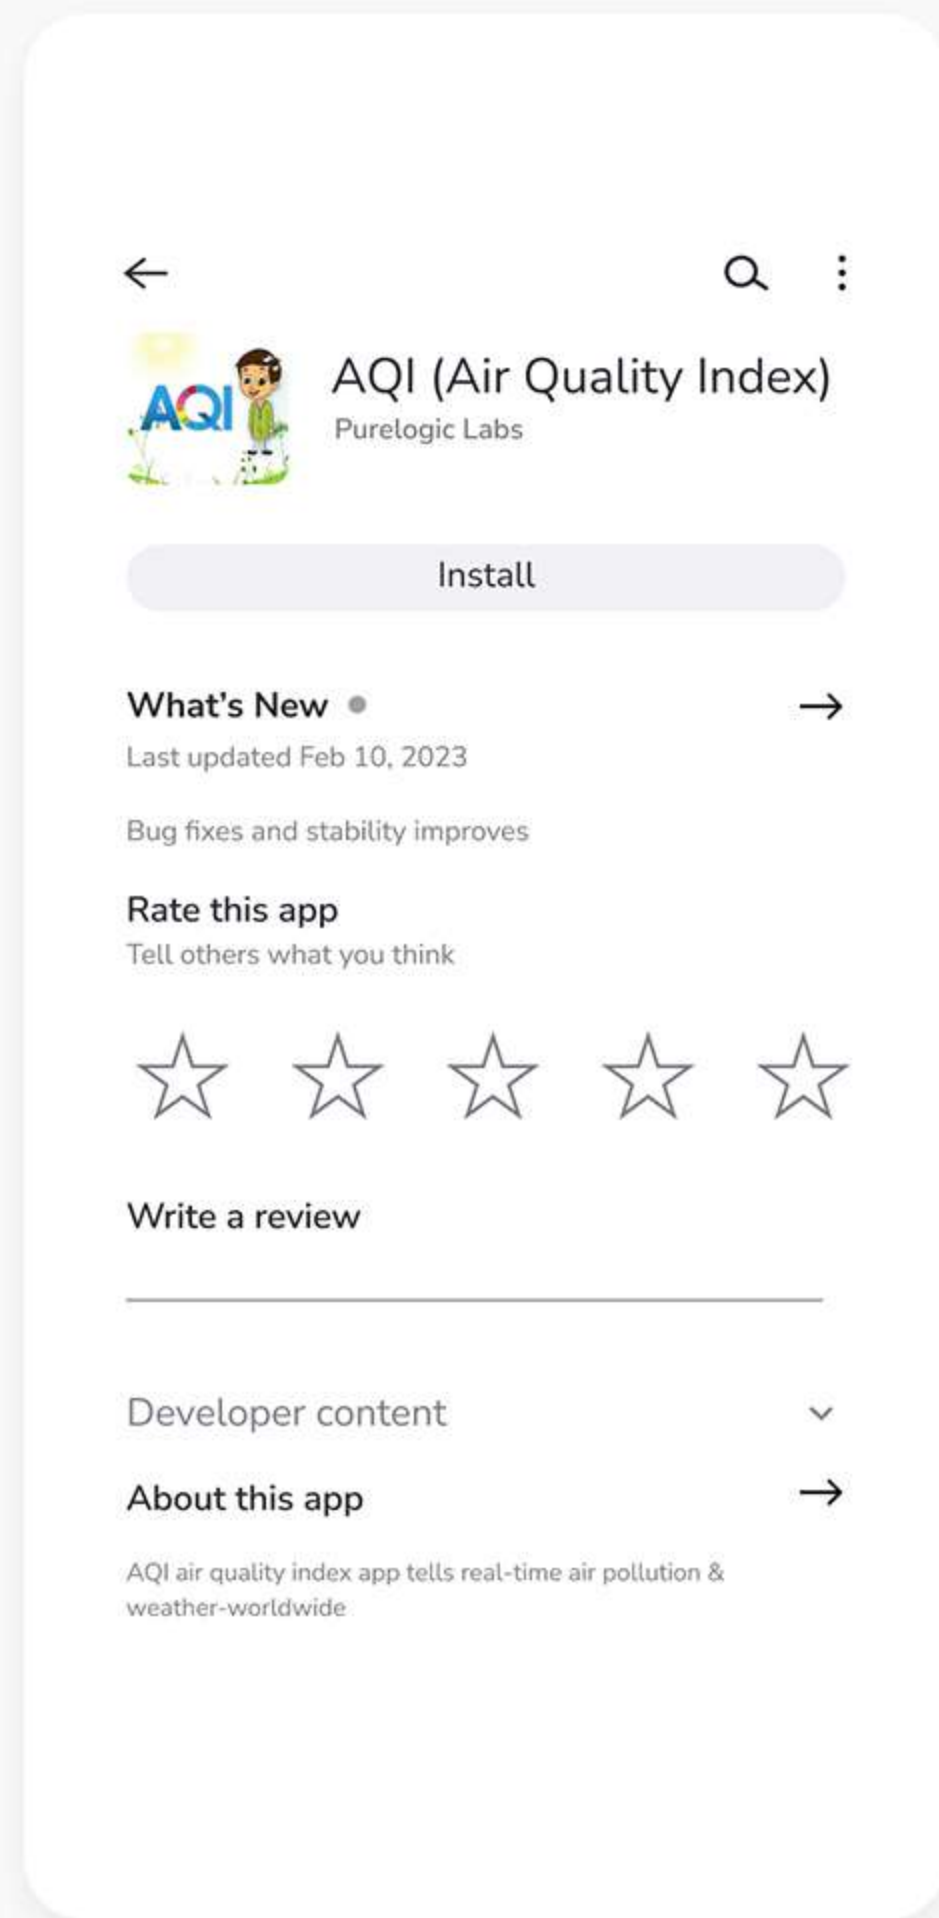 AQI
AQI (Air Quality Index)
Purelogic Labs
Install
What's New
Last updated Feb 10, 2023
Bug fixes and stability improves
Rate this app
Tell others what you think
Write a review
Developer content
About this app
AQI air quality index app tells real-time air pollution &
weather-worldwide